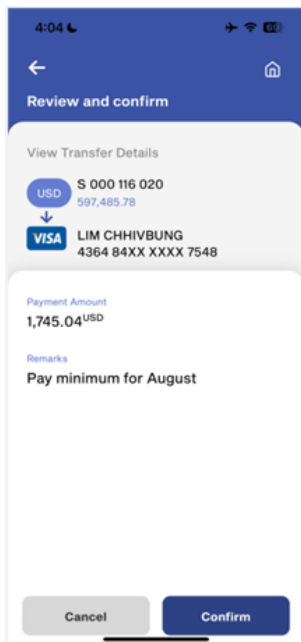 4:04
Review and confirm
View Transfer Details
USD S 000 116 020
597,485.78
VISA LIM CHHIVBUNG
4364 84XX XXXX 7548
Payment Amount
1,745.04USD
Remarks
Pay minimum for August
Cancel Confirm